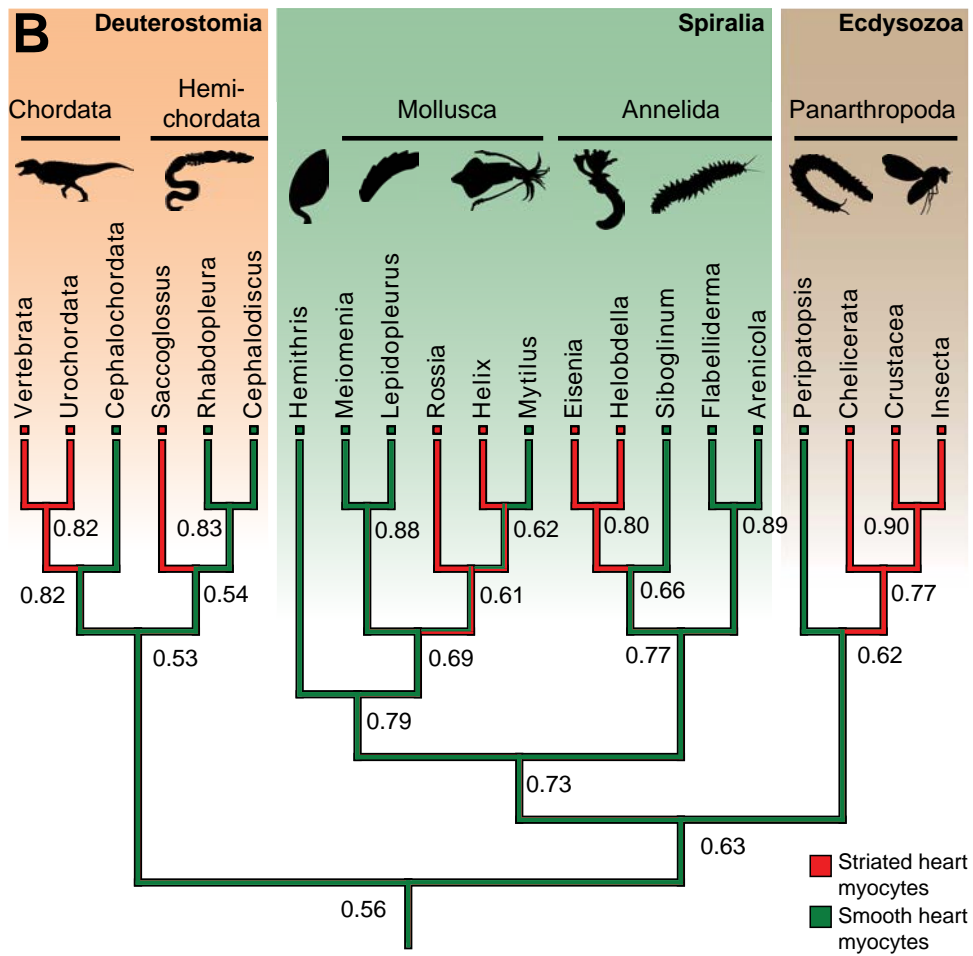 B
Deuterostomia
Spiralia
Ecdysozoa
Chordata
Hemi-
chordata
Mollusca
Annelida
Panarthropoda
Vertebrata
Urochordata
Cephalochordata
Saccoglossus
Rhabdopleura
Cephalodiscus
Hemithris
Meiomenia
Lepidopleurus
Rossia
Helix
Mytilus
Eisenia
Helobdella
Siboglinum
Flabelliderma
Arenicola
Peripatopsis
Chelicerata
Crustacea
Insecta
0.82
0.83
0.88
0.62
0.80
0.89
0.90
0.82
0.54
0.61
0.66
0.77
0.53
0.69
0.77
0.62
0.79
0.73
0.63
0.56
Striated heart
myocytes
Smooth heart
myocytes